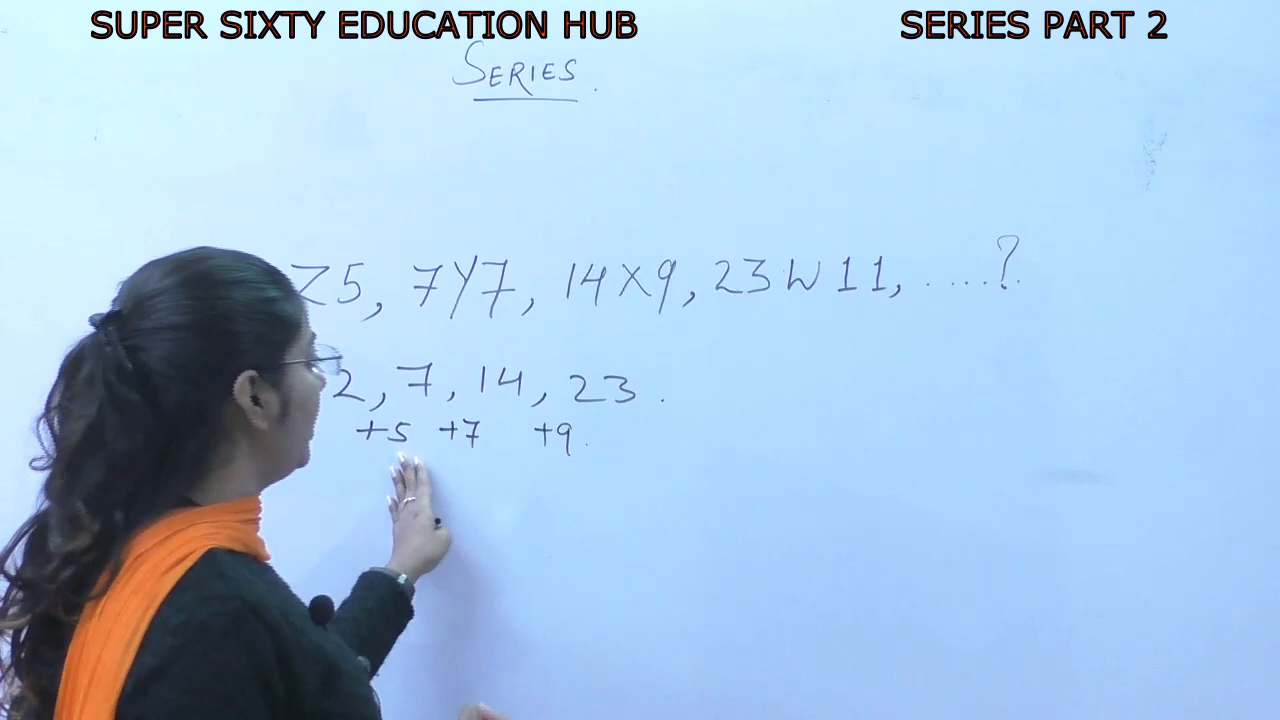 SUPER SIXTY EDUCATION HUB
SERIES PART 2
SERIES.
Z5, 7Y7, 14X9, 23W11, .....?
2, 7, 14, 23.
+5 +7 +9.